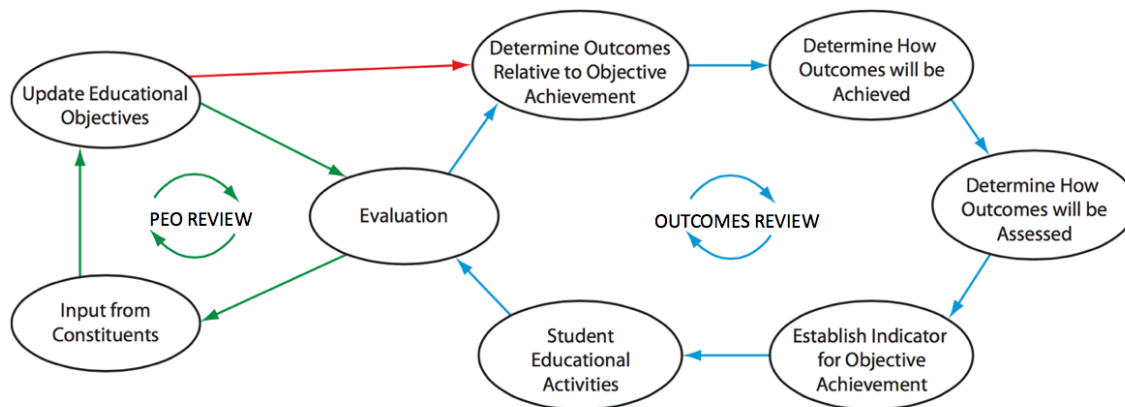 Determine Outcomes
Relative to Objective
Achievement
Determine How
Outcomes will be
Achieved
Update Educational
Objectives
Determine How
Outcomes will be
Assessed
PEO REVIEW
Evaluation
OUTCOMES REVIEW
Input from
Constituents
Student
Educational
Activities
Establish Indicator
for Objective
Achievement